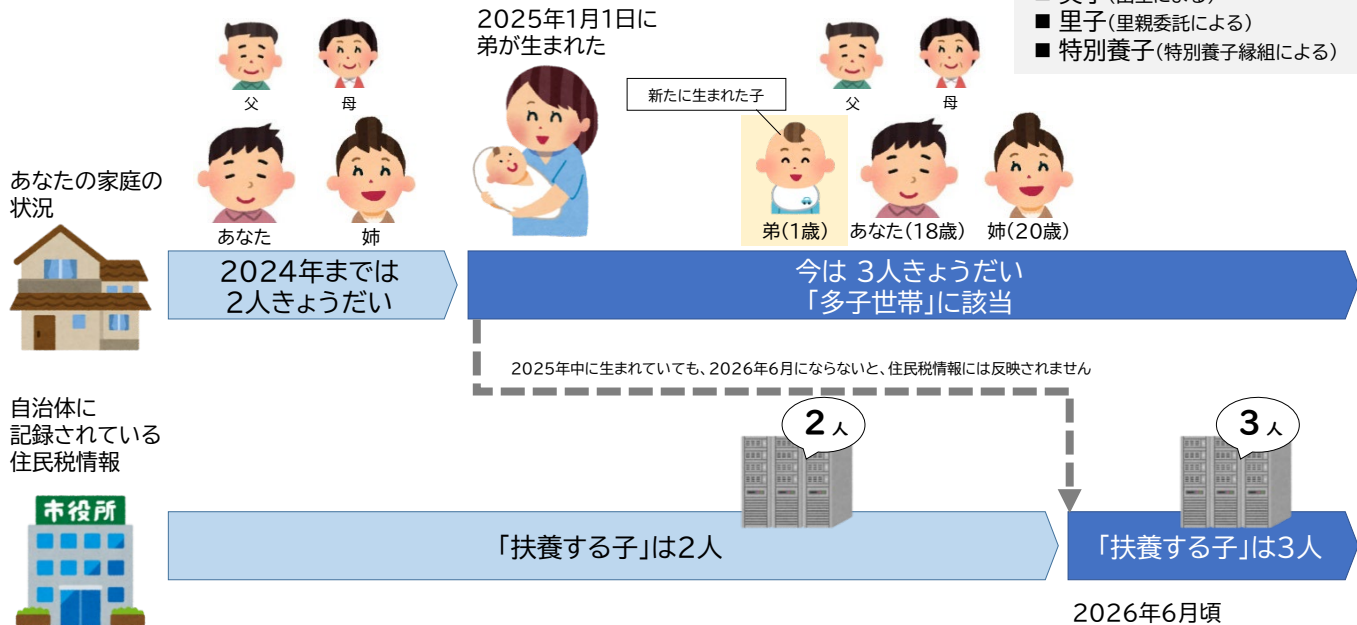 2025年1月1日に
弟が生まれた
■ 里子(里親委託による)
■ 特別養子(特別養子縁組による)
父
母
新たに生まれた子
父
母
あなたの家庭の
状況
あなた
姉
弟(1歳)
あなた(18歳)
姉(20歳)
2024年までは
2人きょうだい
今は 3人きょうだい
「多子世帯」に該当
2025年中に生まれていても、2026年6月にならないと、住民税情報には反映されません
自治体に
記録されている
住民税情報
2人
3人
市役所
「扶養する子」は2人
「扶養する子」は3人
2026年6月頃